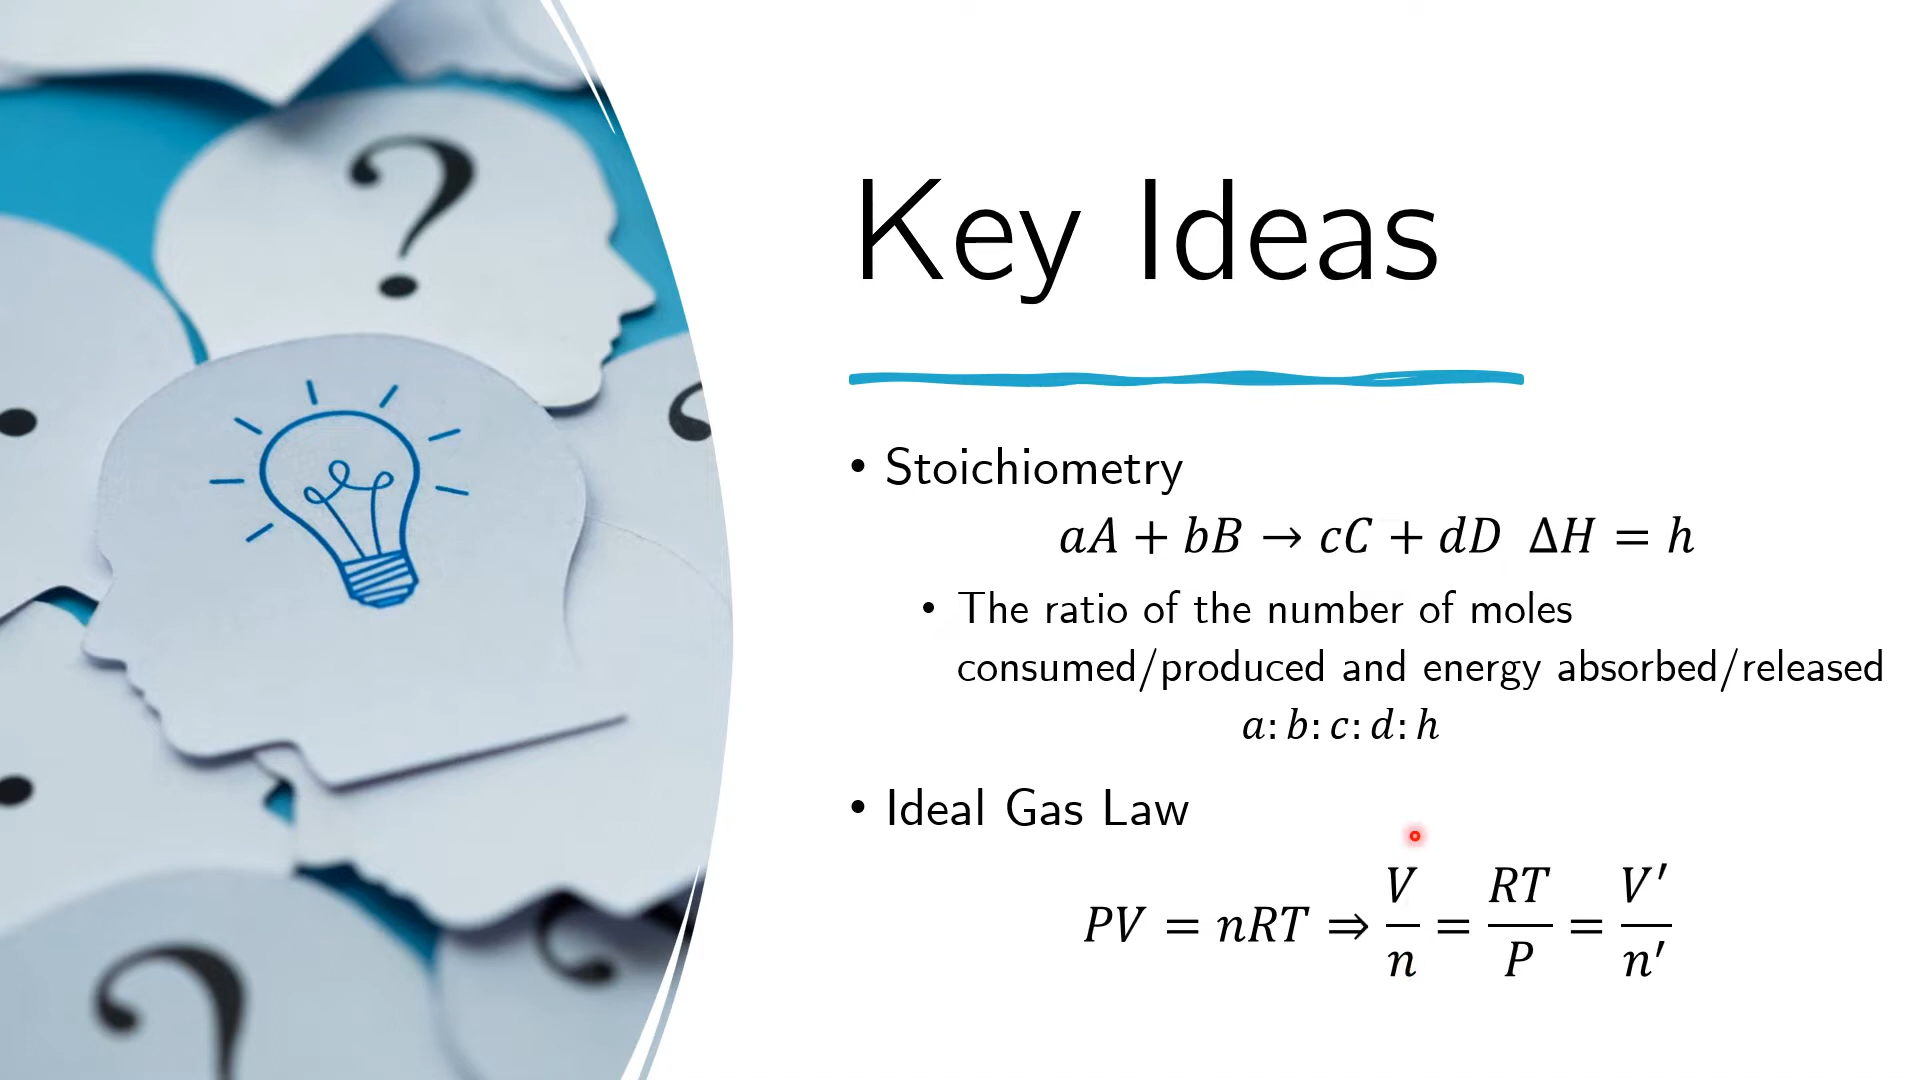 Key Ideas
• Stoichiometry
aA + bB → cC + dD ΔH = h
• The ratio of the number of moles
consumed/produced and energy absorbed/released
a: b: c: d: h
• Ideal Gas Law
PV = nRT ⇒ V/n = RT/P = V′/n′
?
?